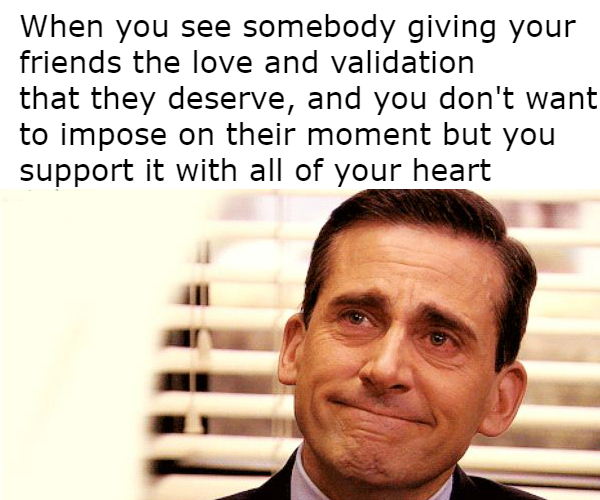 When you see somebody giving your
friends the love and validation
that they deserve, and you don't want
to impose on their moment but you
support it with all of your heart